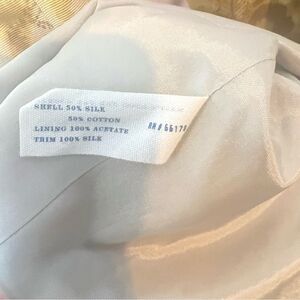 SHELL 50% SILK
50% COTTON
LINING 100% ACETATE
TRIM 100% SILK